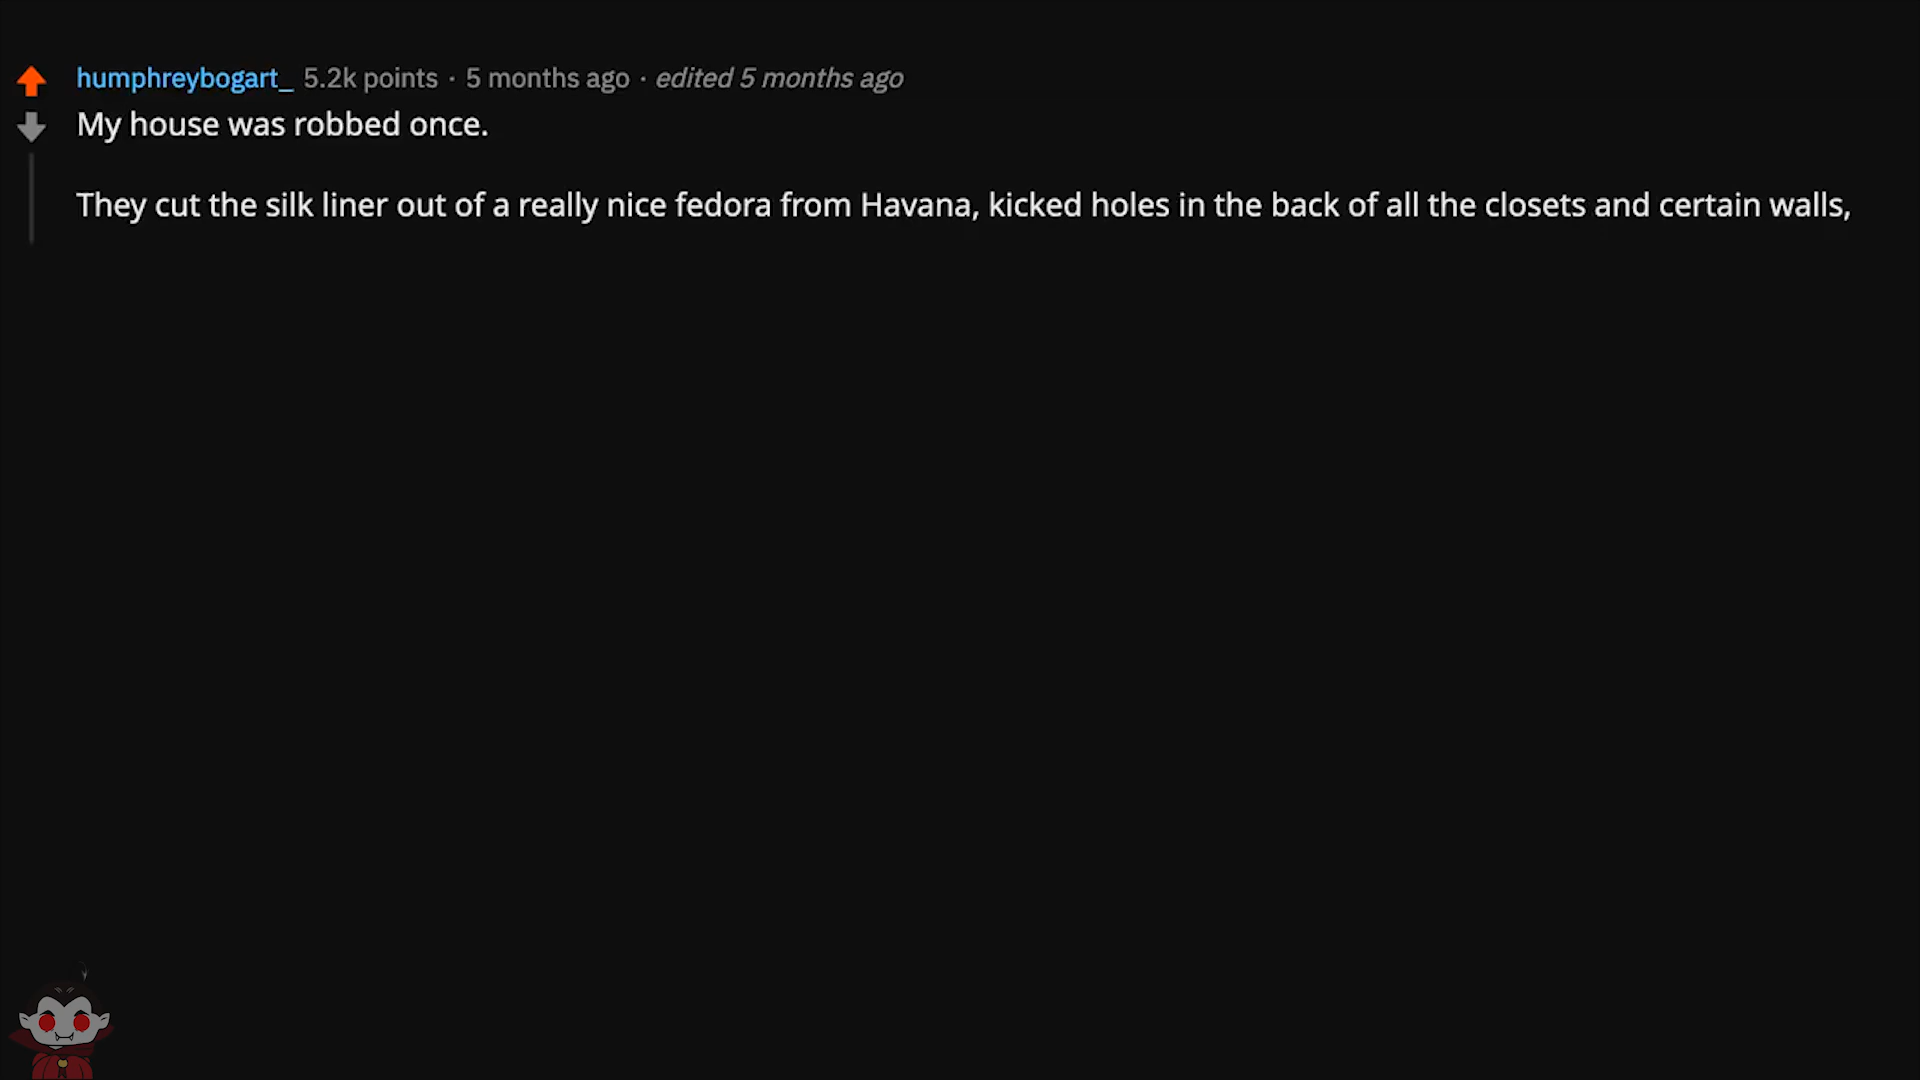 humphreybogart_ 5.2k points · 5 months ago · edited 5 months ago
My house was robbed once.
They cut the silk liner out of a really nice fedora from Havana, kicked holes in the back of all the closets and certain walls,